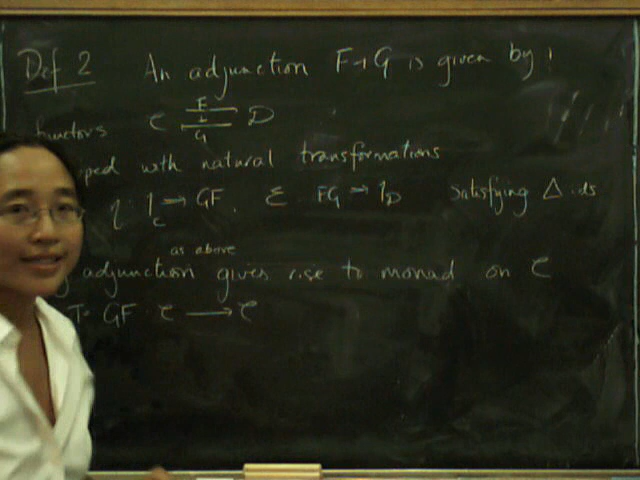 Def 2 An adjunction F ⊣ G is given by :
functors C F ⊥ G D
pped with natural transformations
η : 1_C → GF , ε : FG → 1_D satisfying Δ ids
as above
adjunction gives rise to monad on C
T = GF : C → C